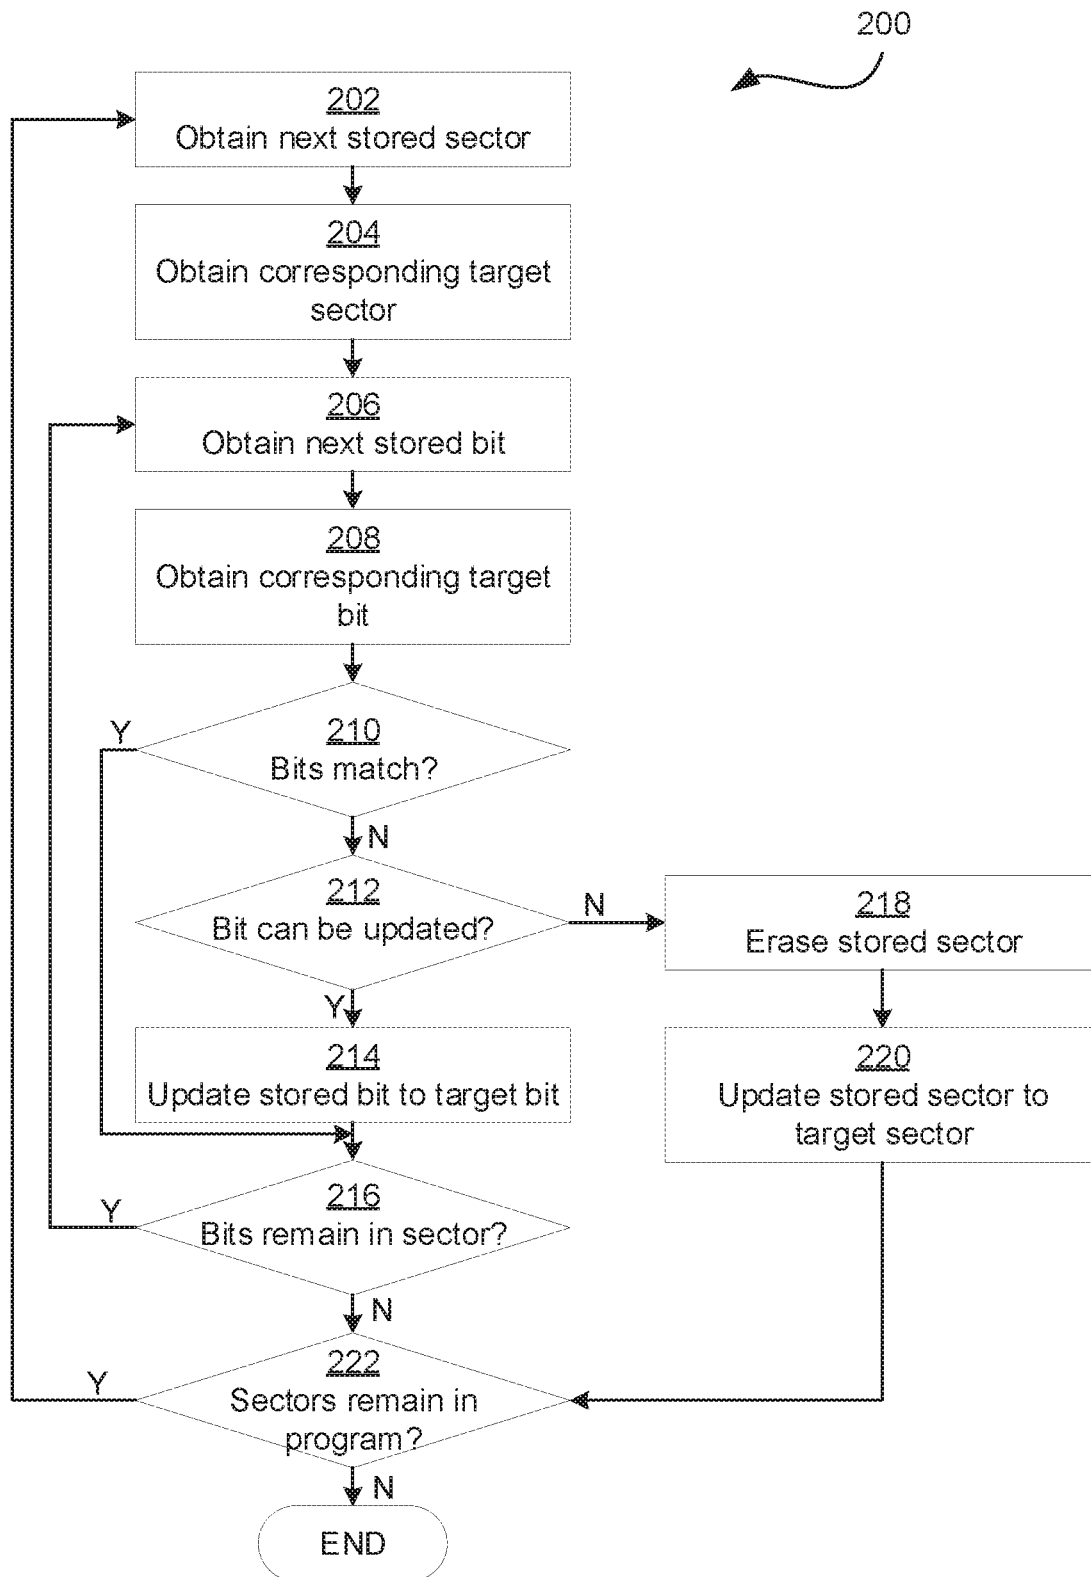 200
202
Obtain next stored sector
204
Obtain corresponding target
sector
206
Obtain next stored bit
208
Obtain corresponding target
bit
Y
210
Bits match?
N
212
Bit can be updated?
N
218
Erase stored sector
Y
214
Update stored bit to target bit
220
Update stored sector to
target sector
Y
216
Bits remain in sector?
N
Y
222
Sectors remain in
program?
N
END